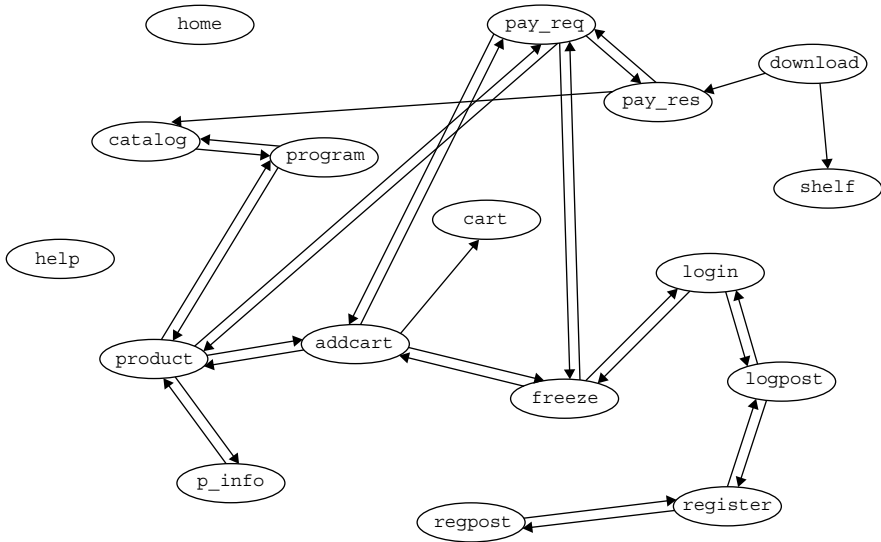 home
pay_req
download
pay_res
catalog
program
shelf
cart
help
login
product
addcart
logpost
freeze
p_info
register
regpost